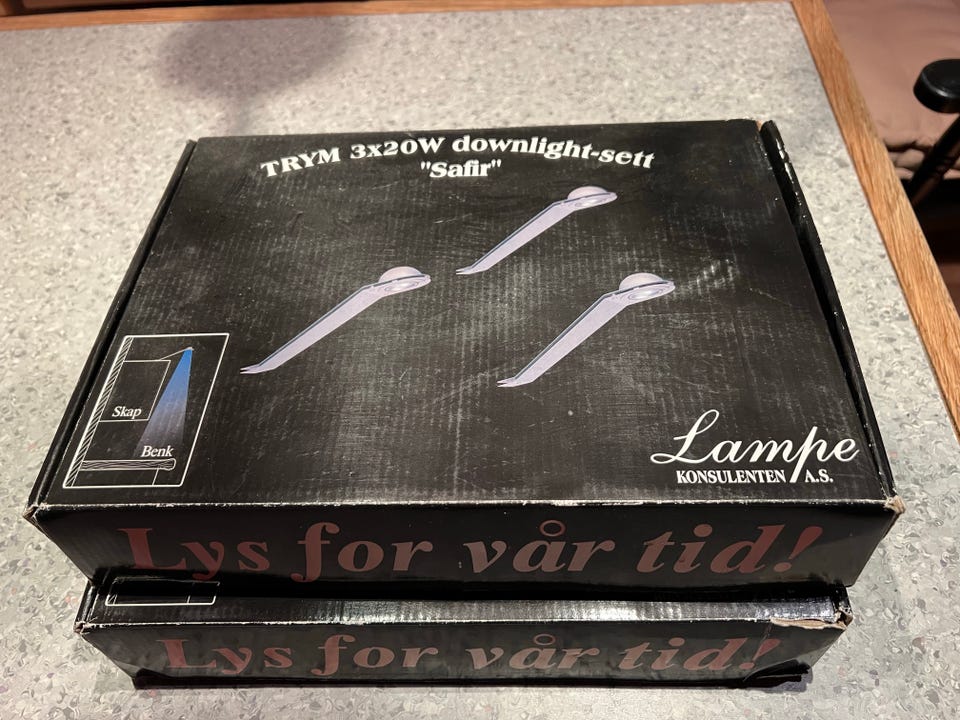 TRYM 3x20W downlight-sett
"Safir"
Skap
Benk
Lampe
KONSULENTEN A.S.
Lys for vår tid!
Lys for vår tid!